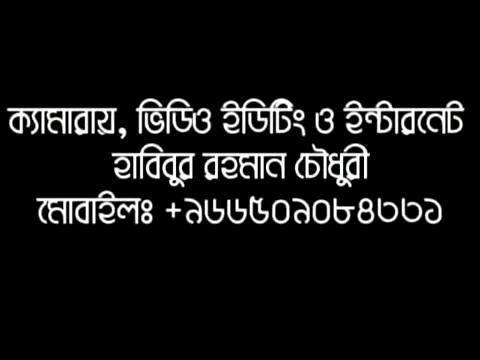 ক্যামারায়, ভিডিও ইডিটিং ও ইন্টারনেট
হাবিবুর রহমান চৌধুরী
মোবাইলঃ +৯৬৬৫০৯০৮৪৩৩১